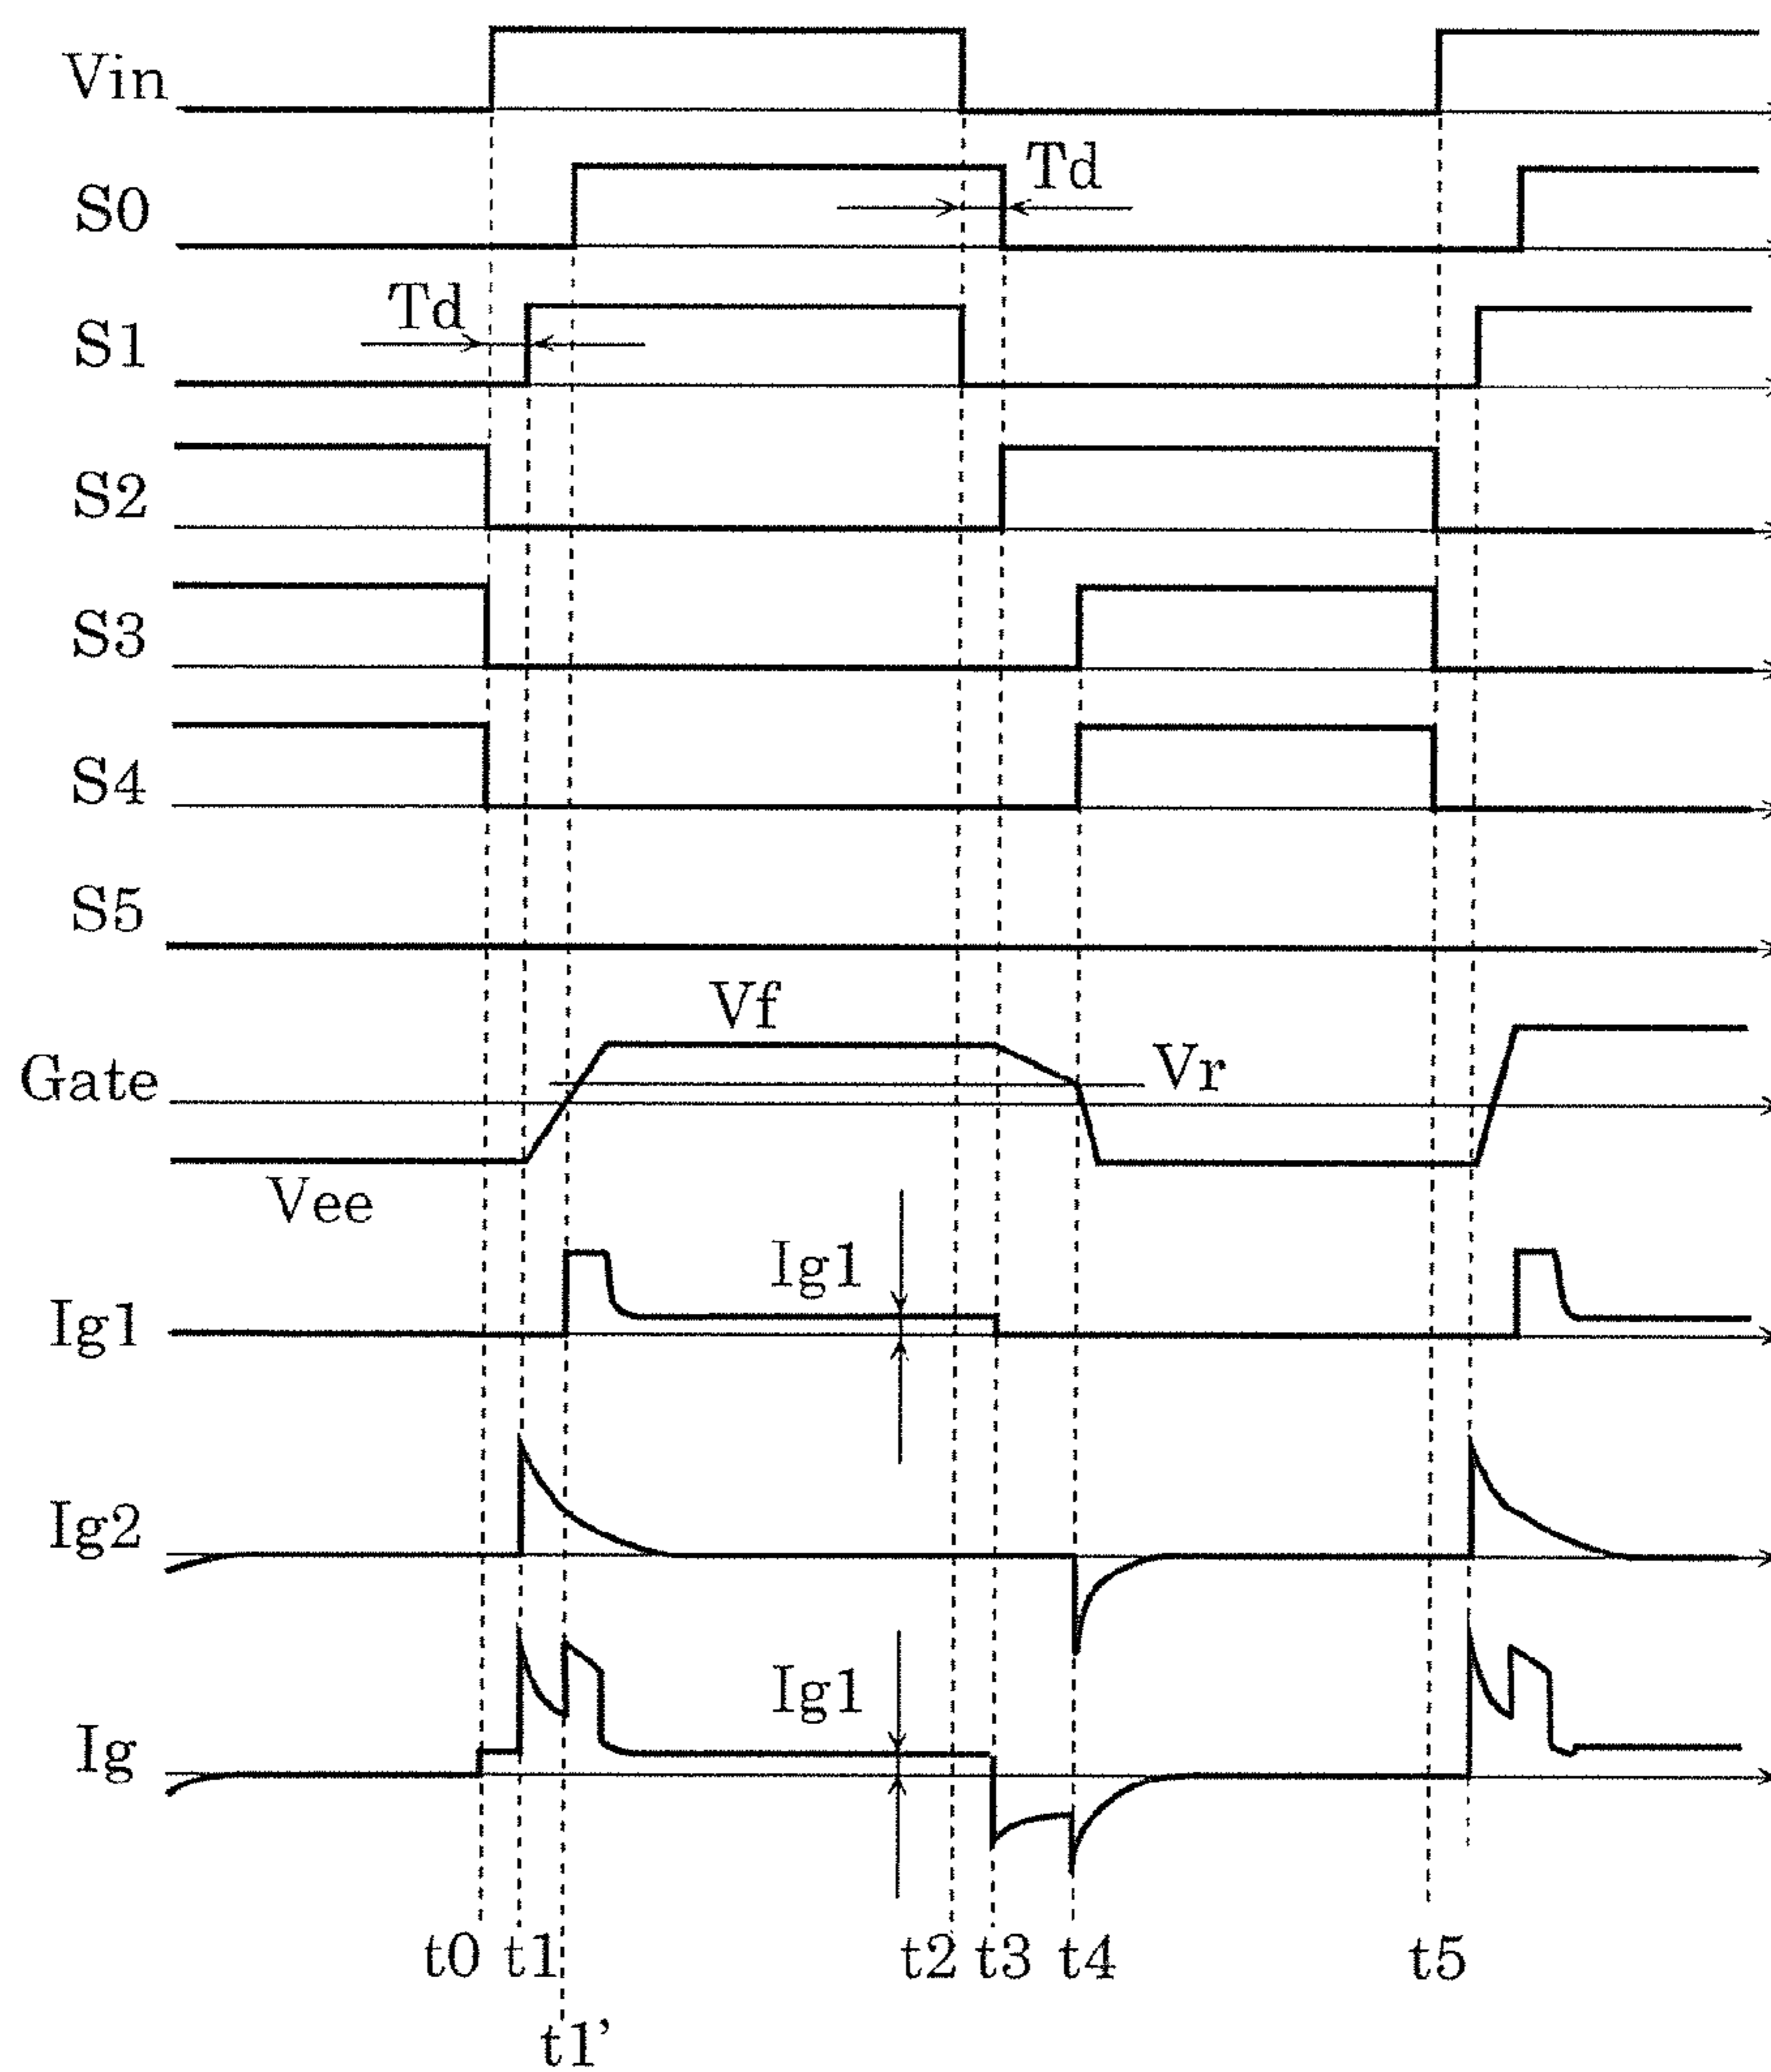 Vin
S0
Td
S1
Td
S2
S3
S4
S5
Gate
Vf
Vr
Vee
Ig1
Ig1
Ig2
Ig
Ig1
t0 t1 t2 t3 t4 t5
t1’